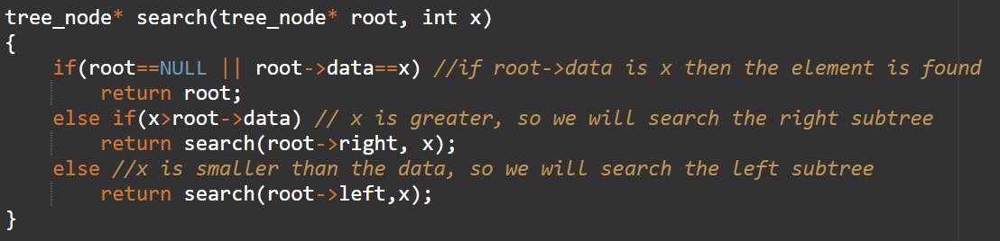 tree_node* search(tree_node* root, int x)
{
    if(root==NULL || root->data==x) //if root->data is x then the element is found
        return root;
    else if(x>root->data) // x is greater, so we will search the right subtree
        return search(root->right, x);
    else //x is smaller than the data, so we will search the left subtree
        return search(root->left,x);
}